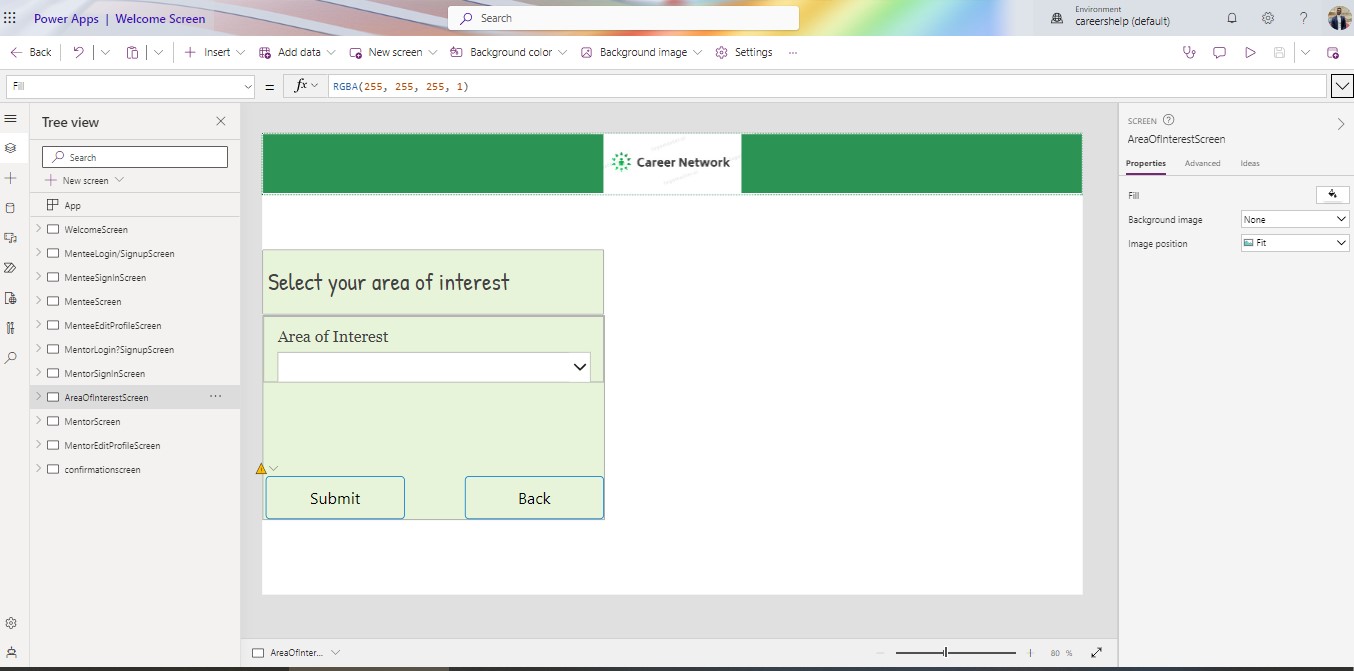 Power Apps | Welcome Screen
Search
Environment
careershelp (default)
Back
Insert
Add data
New screen
Background color
Background image
Settings
Fill
=
fx
RGBA(255, 255, 255, 1)
Tree view
Search
New screen
App
WelcomeScreen
MenteeLogin/SignupScreen
MenteeSignInScreen
MenteeScreen
MenteeEditProfileScreen
MentorLogin?SignupScreen
MentorSignInScreen
AreaOfInterestScreen
MentorScreen
MentorEditProfileScreen
confirmationscreen
Career Network
Select your area of interest
Area of Interest
Submit
Back
SCREEN
AreaOfInterestScreen
Properties
Advanced
Ideas
Fill
Background image
None
Image position
Fit
AreaOfInter...
80 %